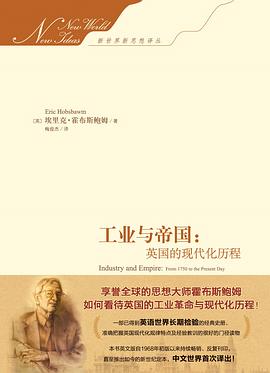 New World
New Ideas
新世界新思想译丛
Eric Hobsbawm
[英] 埃里克·霍布斯鲍姆 / 著
梅俊杰 / 译
工业与帝国：
英国的现代化历程
Industry and Empire: From 1750 to the Present Day
享誉全球的思想大师霍布斯鲍姆
如何看待英国的工业革命与现代化历程！
一部已得到英语世界长期检验的经典史册，
准确把握英国现代化规律特点及经验教训的很好的门径读物
本书英文版自1968年初版以来持续畅销、反复刊印，
直至推出如今的新世纪定本，中文世界首次译出！